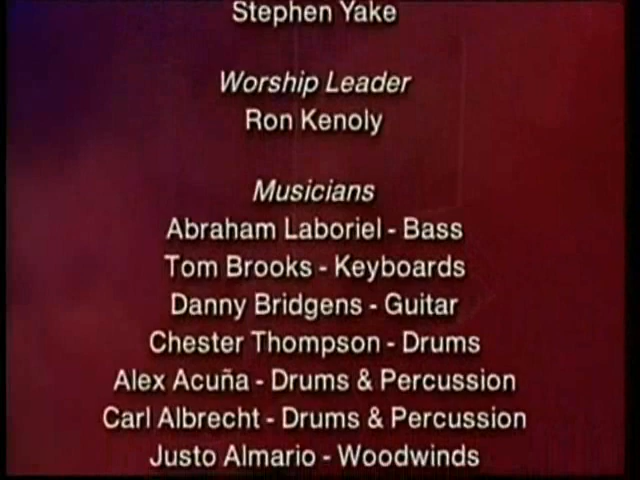 Stephen Yake
Worship Leader
Ron Kenoly
Musicians
Abraham Laboriel - Bass
Tom Brooks - Keyboards
Danny Bridgens - Guitar
Chester Thompson - Drums
Alex Acuña - Drums & Percussion
Carl Albrecht - Drums & Percussion
Justo Almario - Woodwinds